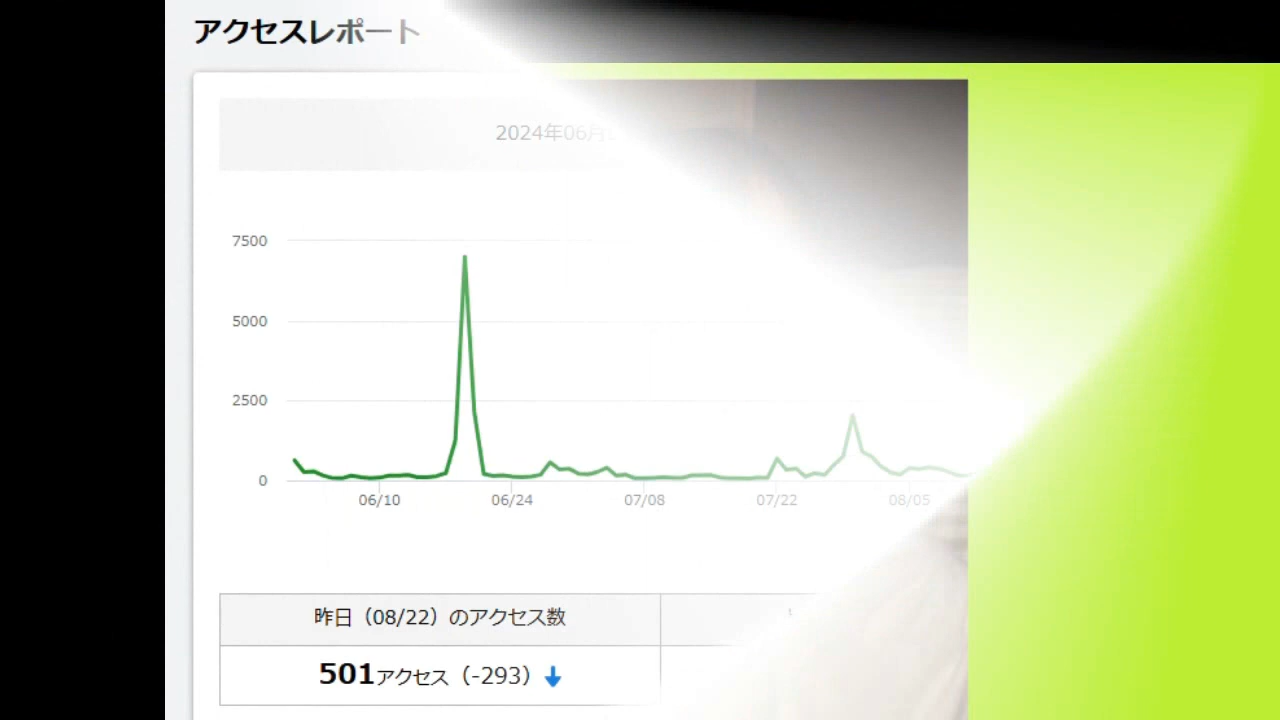 アクセスレポート
2024年06月
7500
5000
2500
0
06/10 06/24 07/08 07/22 08/05
昨日（08/22）のアクセス数
501アクセス（-293）